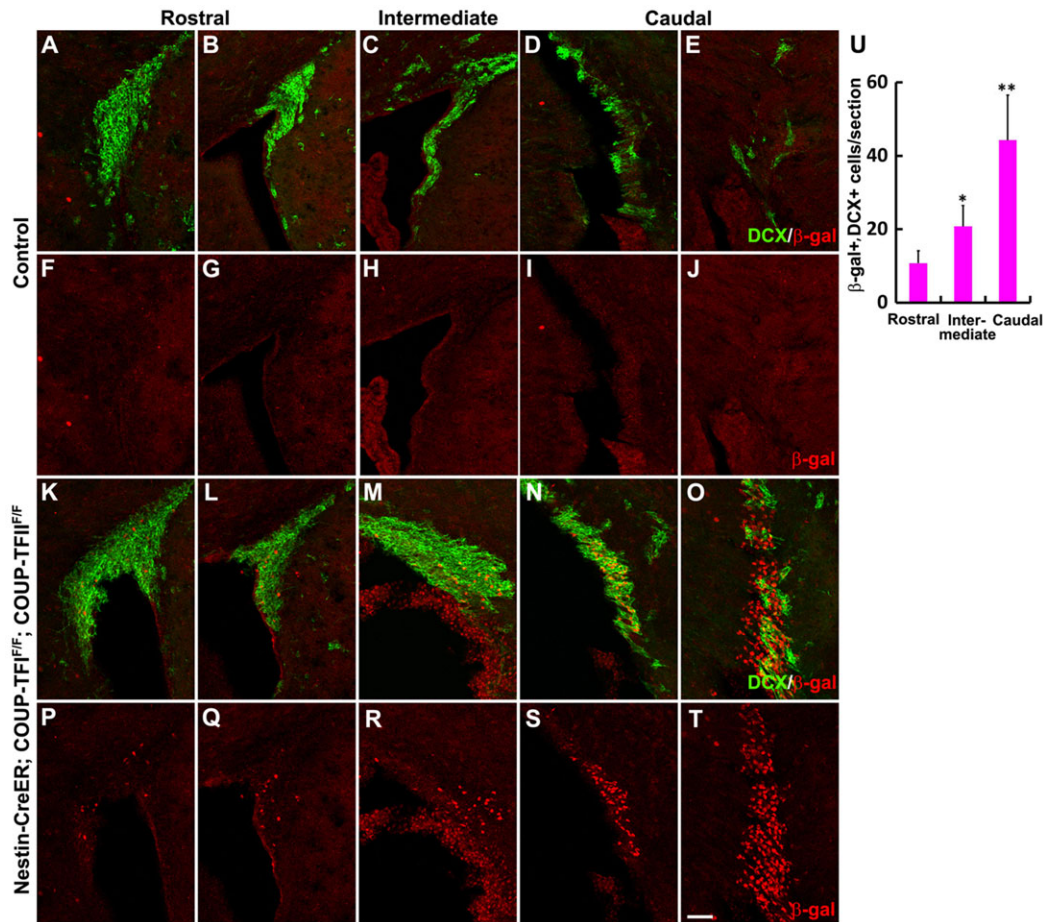 Rostral Intermediate Caudal
A B C D E U
Control
DCX/β-gal
F G H I J
β-gal
Nestin-CreER; COUP-TFI^F/F; COUP-TFII^F/F
K L M N O
DCX/β-gal
P Q R S T
β-gal
β-gal+,DCX+ cells/section
60
40
20
0
*
**
Rostral Inter- Caudal
mediate